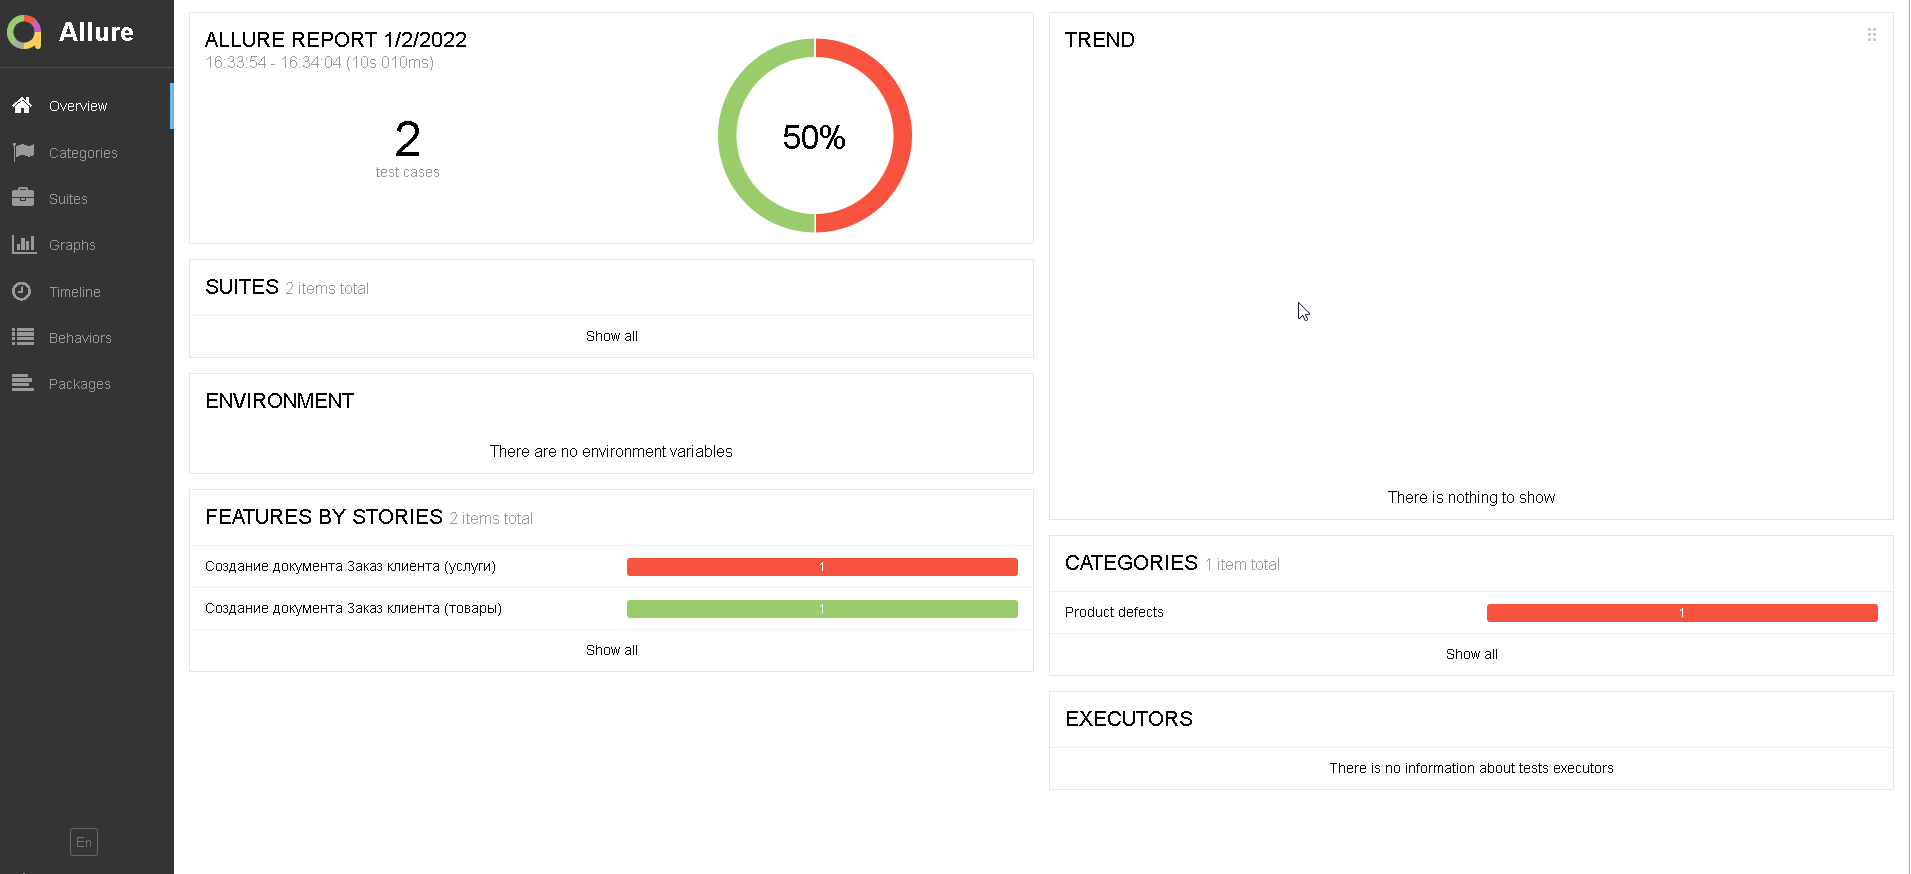 Allure
Overview
Categories
Suites
Graphs
Timeline
Behaviors
Packages
En
ALLURE REPORT 1/2/2022
16:33:54 - 16:34:04 (10s 010ms)
2
test cases
50%
SUITES 2 items total
Show all
ENVIRONMENT
There are no environment variables
FEATURES BY STORIES 2 items total
Создание документа Заказ клиента (услуги) 1
Создание документа Заказ клиента (товары) 1
Show all
TREND
There is nothing to show
CATEGORIES 1 item total
Product defects 1
Show all
EXECUTORS
There is no information about tests executors